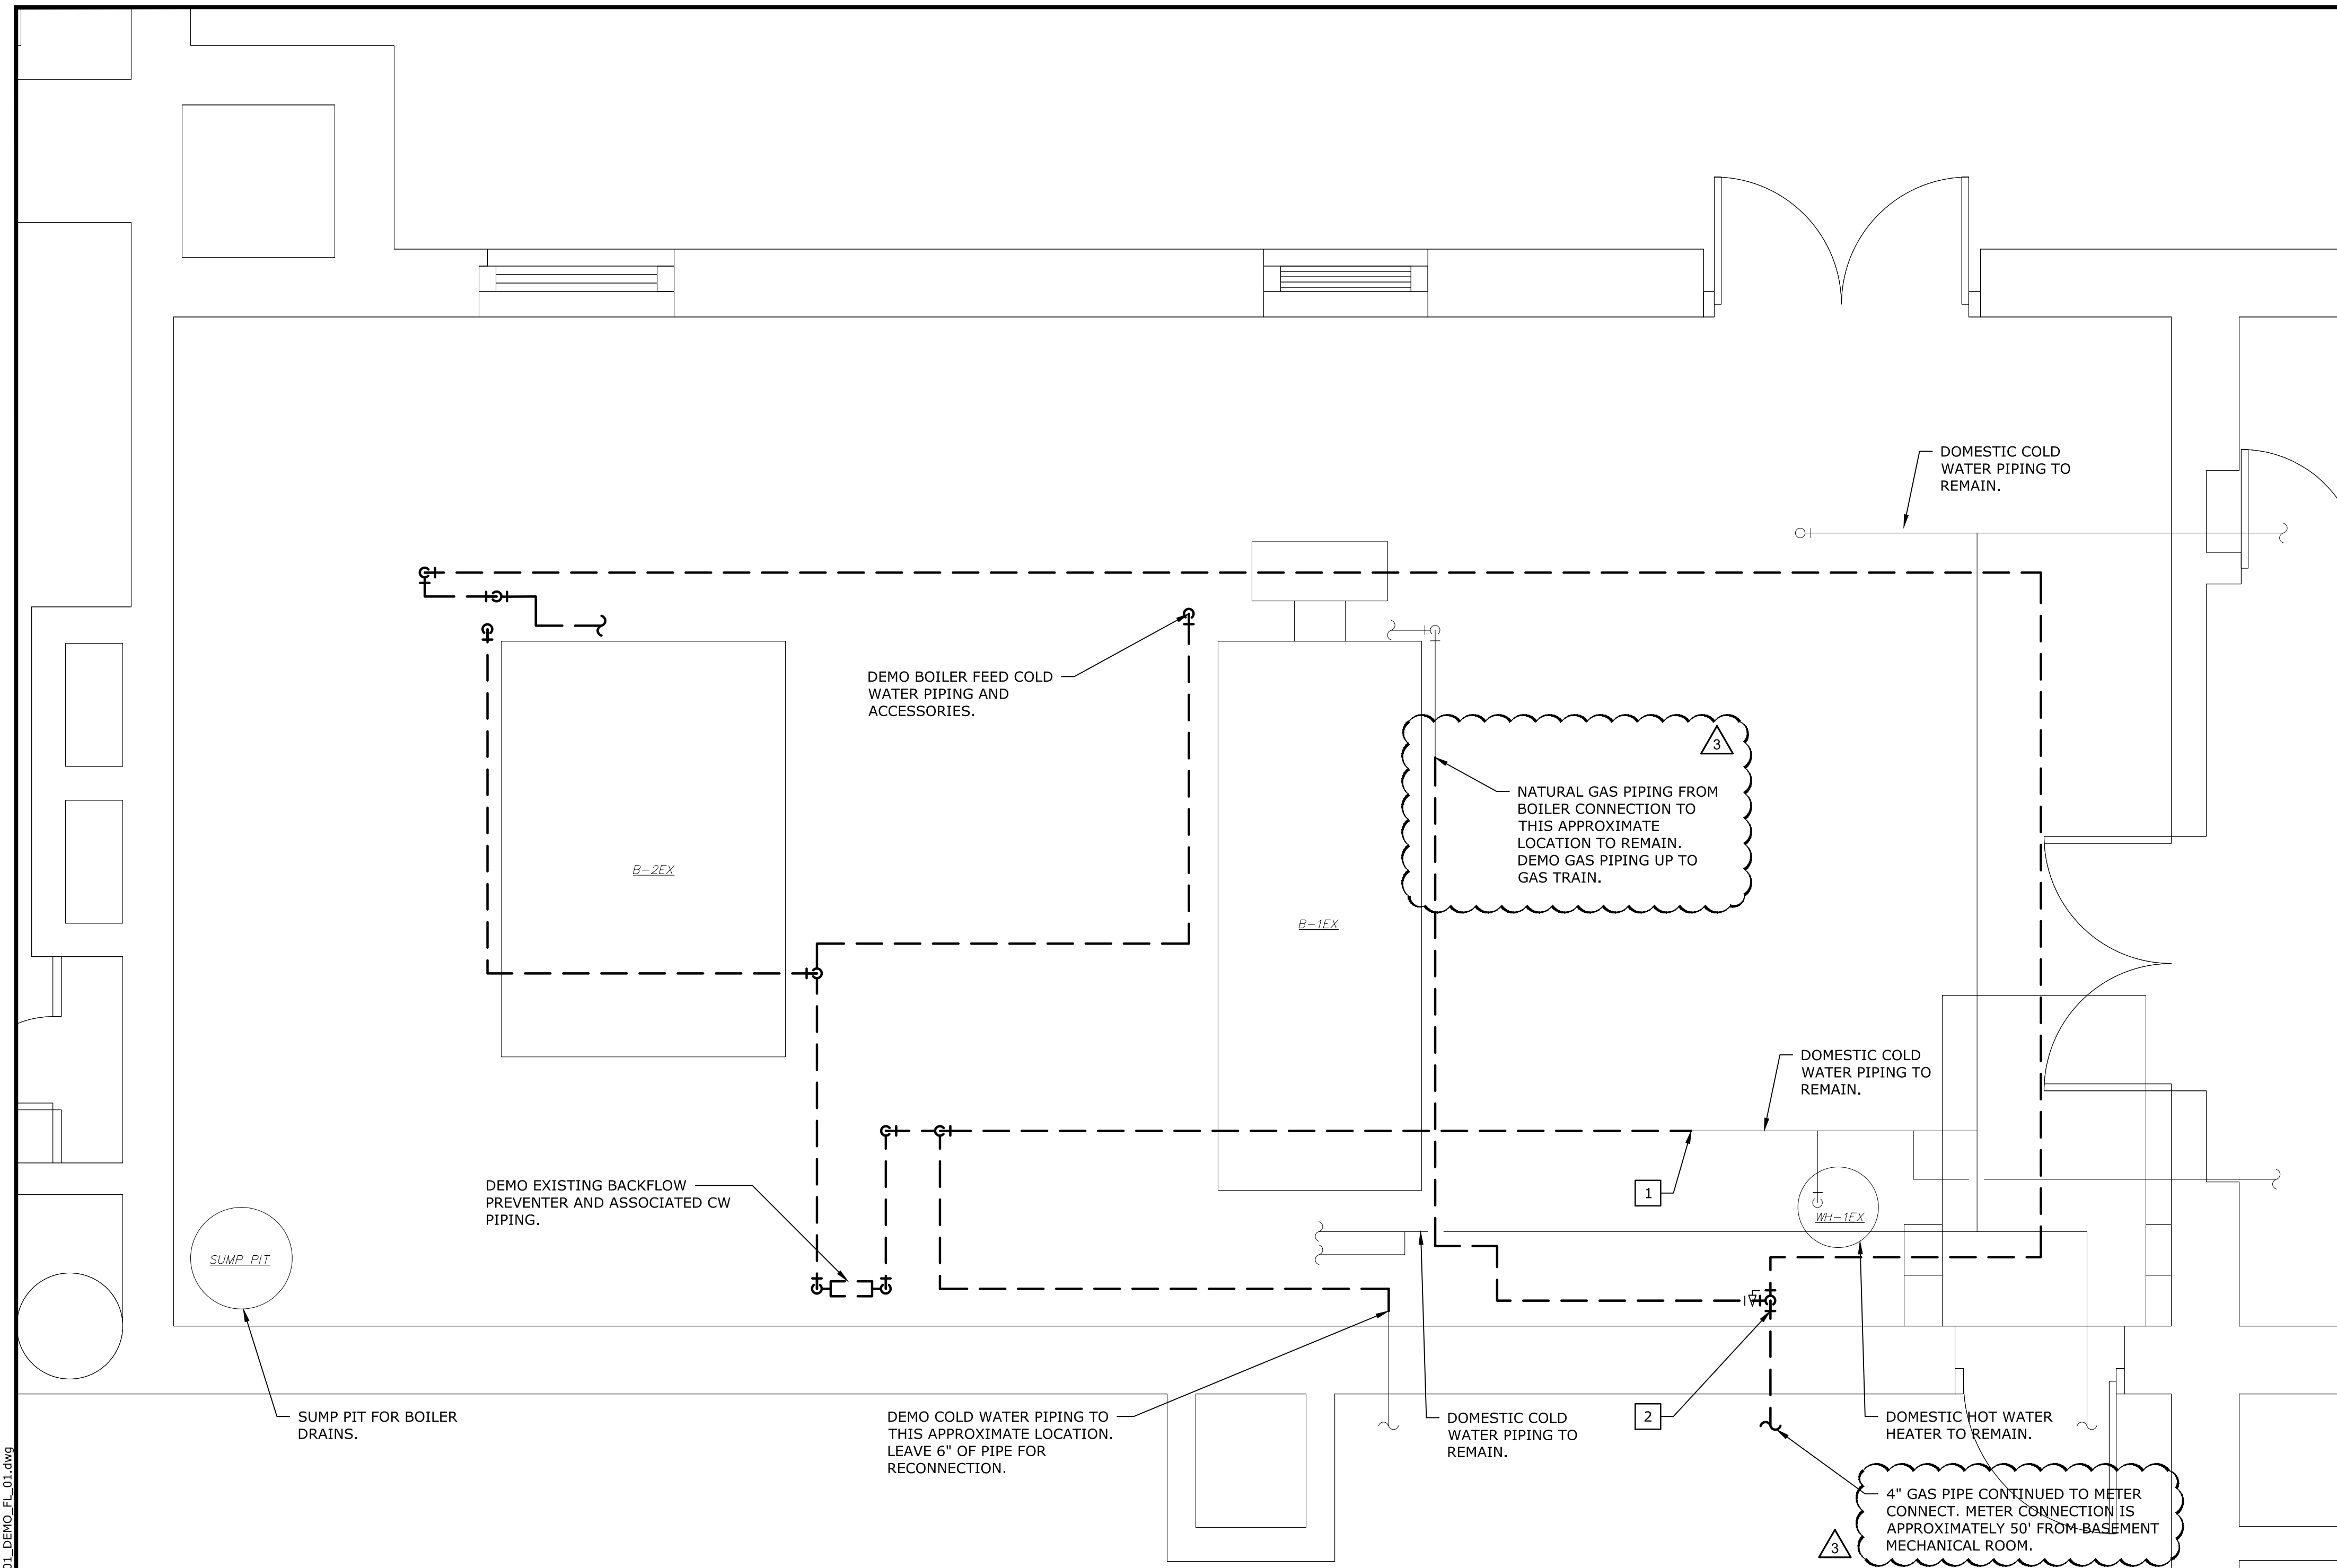 DOMESTIC COLD
WATER PIPING TO
REMAIN.
DEMO BOILER FEED COLD
WATER PIPING AND
ACCESSORIES.
3
NATURAL GAS PIPING FROM
BOILER CONNECTION TO
THIS APPROXIMATE
LOCATION TO REMAIN.
DEMO GAS PIPING UP TO
GAS TRAIN.
B-2EX
B-1EX
DOMESTIC COLD
WATER PIPING TO
REMAIN.
DEMO EXISTING BACKFLOW
PREVENTER AND ASSOCIATED CW
PIPING.
1
WH-1EX
SUMP PIT
SUMP PIT FOR BOILER
DRAINS.
DEMO COLD WATER PIPING TO
THIS APPROXIMATE LOCATION.
LEAVE 6" OF PIPE FOR
RECONNECTION.
DOMESTIC COLD
WATER PIPING TO
REMAIN.
2
DOMESTIC HOT WATER
HEATER TO REMAIN.
4" GAS PIPE CONTINUED TO METER
CONNECT. METER CONNECTION IS
APPROXIMATELY 50' FROM BASEMENT
MECHANICAL ROOM.
3
01_DEMO_FL_01.dwg